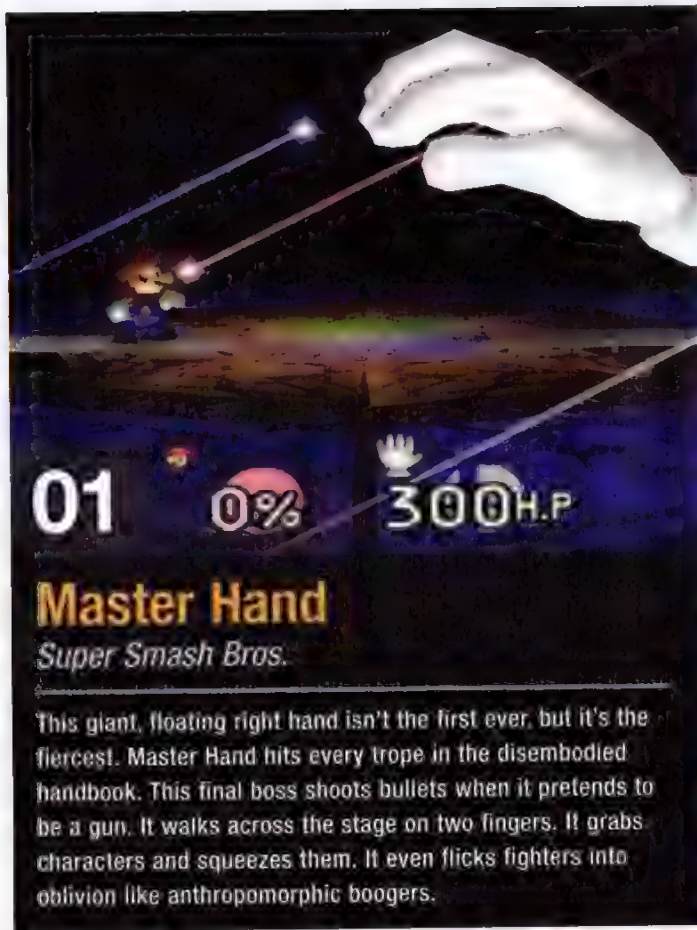 01
0%
300H.P
Master Hand
Super Smash Bros.
This giant, floating right hand isn't the first ever, but it's the
fiercest. Master Hand hits every trope in the disembodied
handbook. This final boss shoots bullets when it pretends to
be a gun. It walks across the stage on two fingers. It grabs
characters and squeezes them. It even flicks fighters into
oblivion like anthropomorphic boogers.